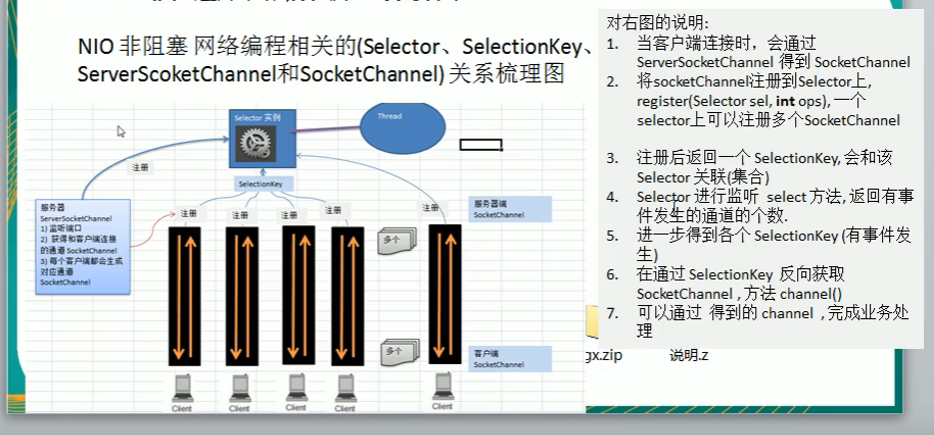 NIO 非阻塞 网络编程相关的(Selector、SelectionKey、
ServerScoketChannel和SocketChannel) 关系梳理图
Selector 实例
Thread
注册
SelectionKey
服务器
ServerSocketChannel
1) 监听端口
2) 获得和客户端连接
的通道 SocketChannel
3) 每个客户端都会生成
对应通道
SocketChannel
注册
注册
注册
注册
注册
服务器端
SocketChannel
多个
多个
客户端
SocketChannel
Client
Client
Client
Client
Client
对右图的说明:
1. 当客户端连接时, 会通过
ServerSocketChannel 得到 SocketChannel
2. 将socketChannel注册到Selector上,
register(Selector sel, int ops), 一个
selector上可以注册多个SocketChannel
3. 注册后返回一个 SelectionKey, 会和该
Selector 关联(集合)
4. Selector 进行监听 select 方法, 返回有事
件发生的通道的个数.
5. 进一步得到各个 SelectionKey (有事件发
生)
6. 在通过 SelectionKey 反向获取
SocketChannel , 方法 channel()
7. 可以通过 得到的 channel , 完成业务处
理
gx.zip
说明.z